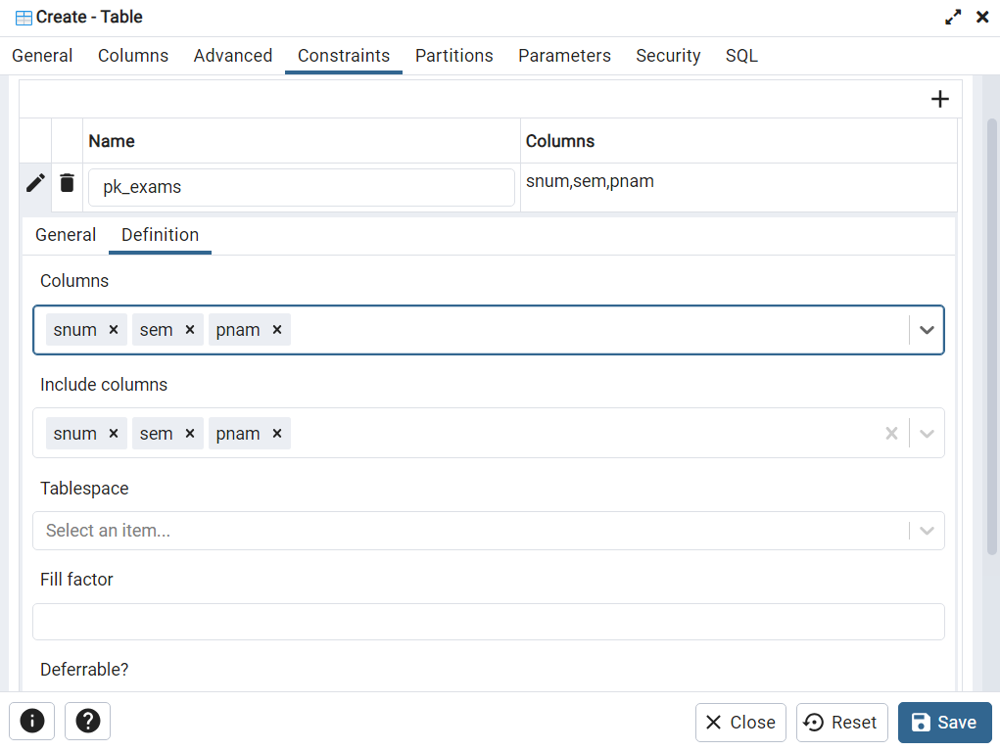 Create - Table
General Columns Advanced Constraints Partitions Parameters Security SQL
Name Columns
pk_exams snum,sem,pnam
General Definition
Columns
snum sem pnam
Include columns
snum sem pnam
Tablespace
Select an item...
Fill factor
Deferrable?
Close Reset Save